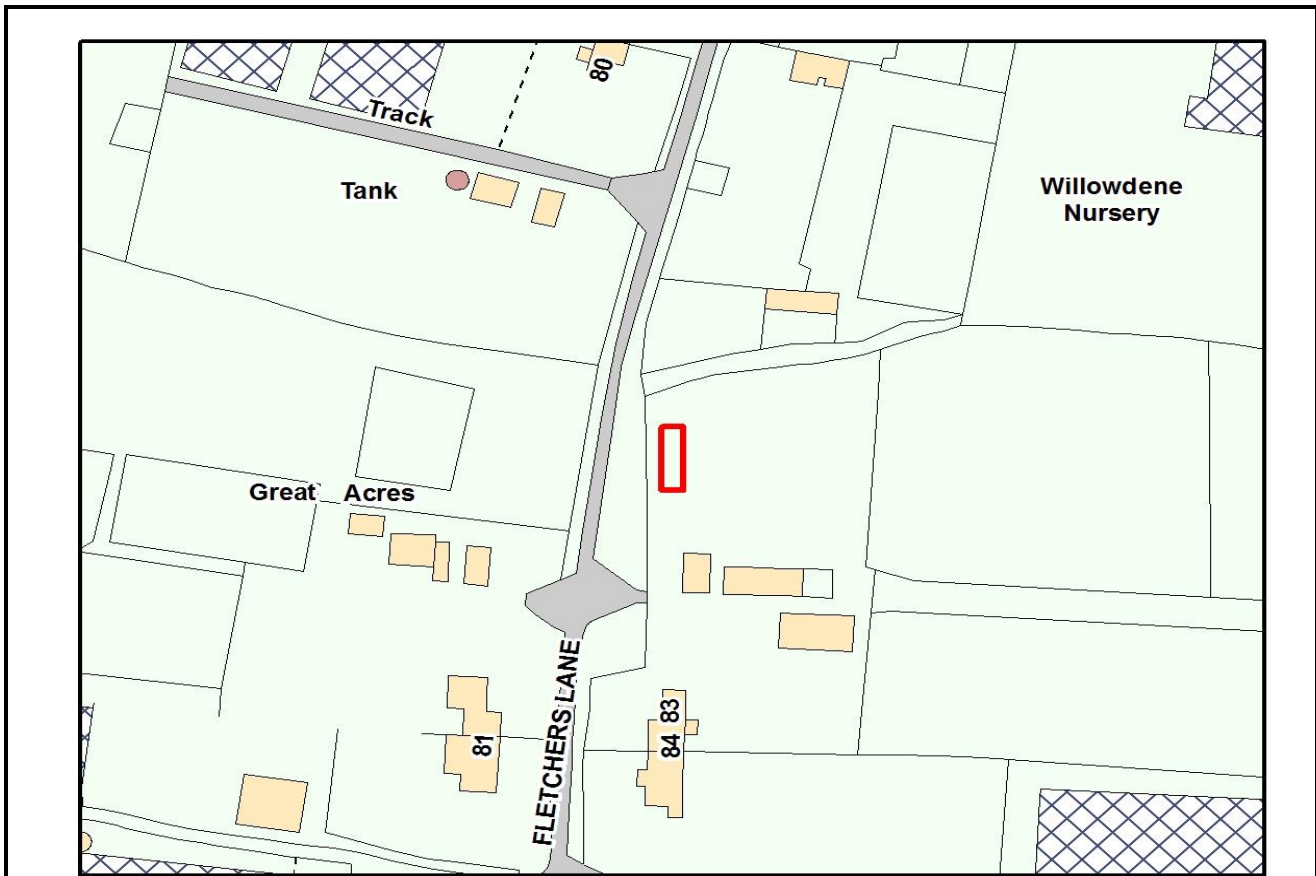 80
Track
Tank
Willowdene
Nursery
Great Acres
FLETCHERS LANE
81
83
84